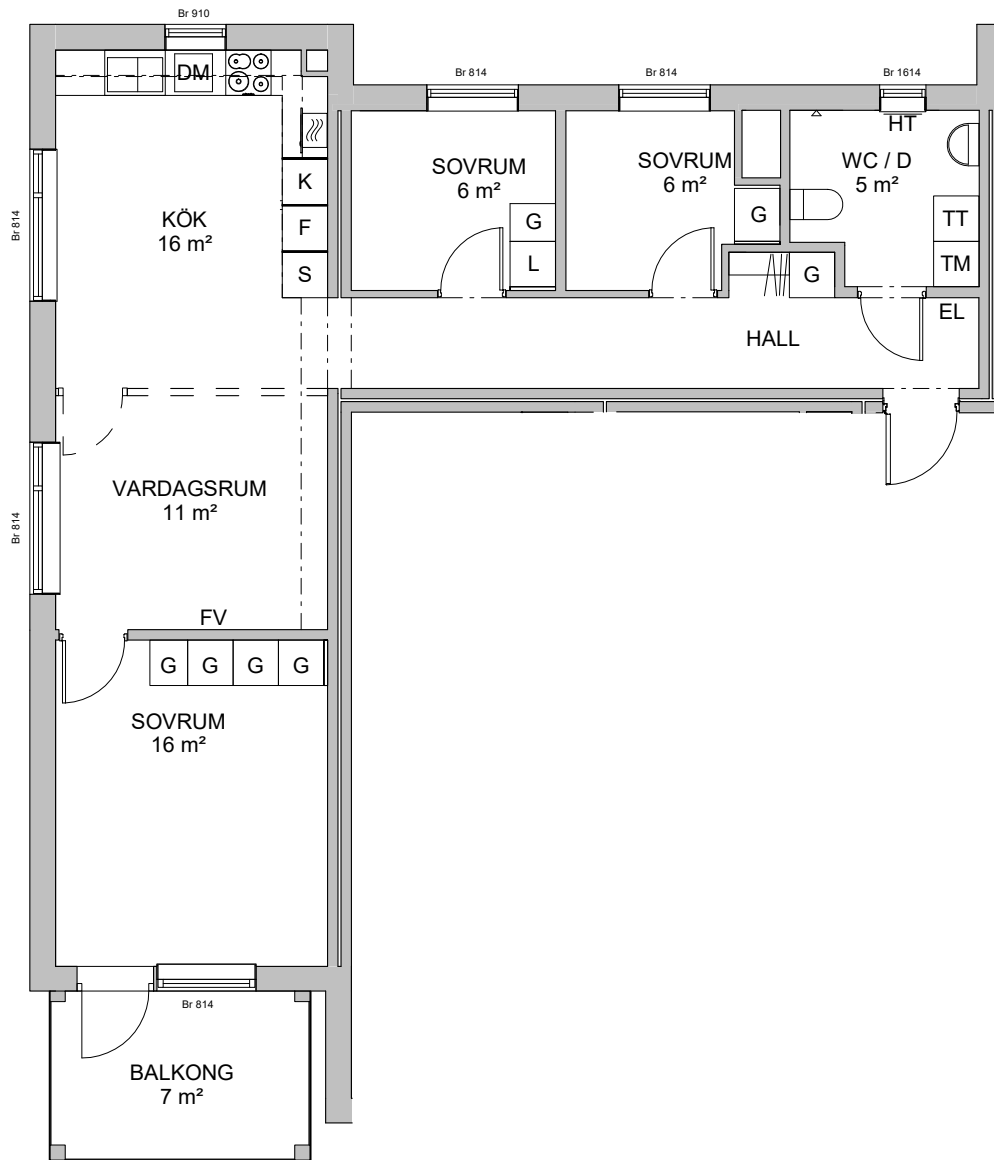 Br 910
Br 814
Br 814
Br 1614
DM
HT
SOVRUM
6 m²
SOVRUM
6 m²
WC / D
5 m²
K
F
S
KÖK
16 m²
Br 814
G
L
G
G
TT
TM
EL
HALL
VARDAGSRUM
11 m²
Br 814
FV
G
G
G
G
SOVRUM
16 m²
Br 814
BALKONG
7 m²